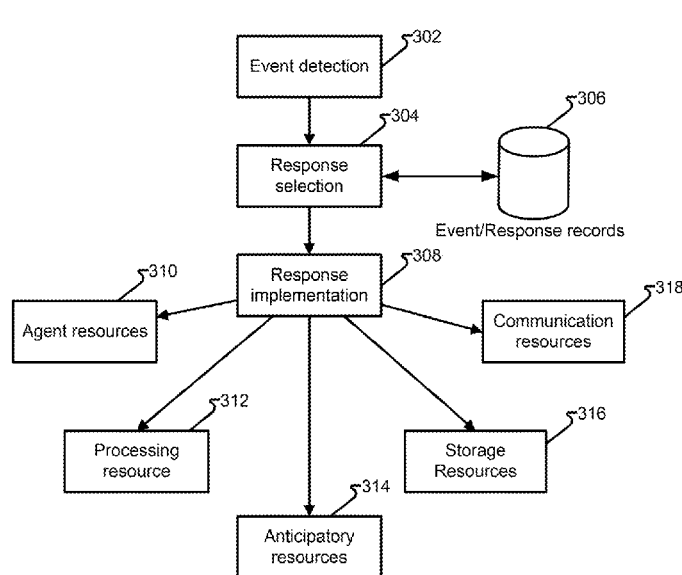 302
Event detection
304
306
Response
selection
Event/Response records
308
Response
implementation
310
Agent resources
318
Communication
resources
312
Processing
resource
316
Storage
Resources
314
Anticipatory
resources